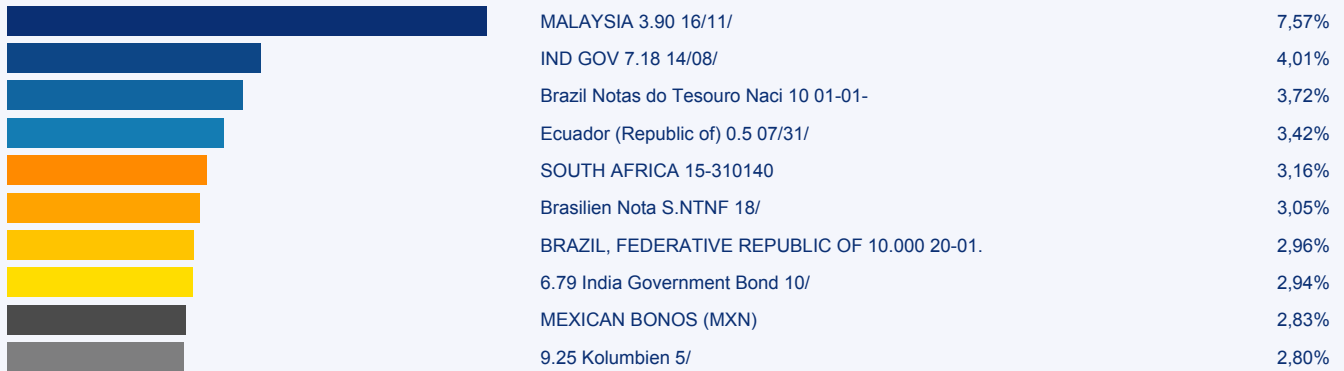 MALAYSIA 3.90 16/11/ 7,57%
IND GOV 7.18 14/08/ 4,01%
Brazil Notas do Tesouro Naci 10 01-01- 3,72%
Ecuador (Republic of) 0.5 07/31/ 3,42%
SOUTH AFRICA 15-310140 3,16%
Brasilien Nota S.NTNF 18/ 3,05%
BRAZIL, FEDERATIVE REPUBLIC OF 10.000 20-01. 2,96%
6.79 India Government Bond 10/ 2,94%
MEXICAN BONOS (MXN) 2,83%
9.25 Kolumbien 5/ 2,80%